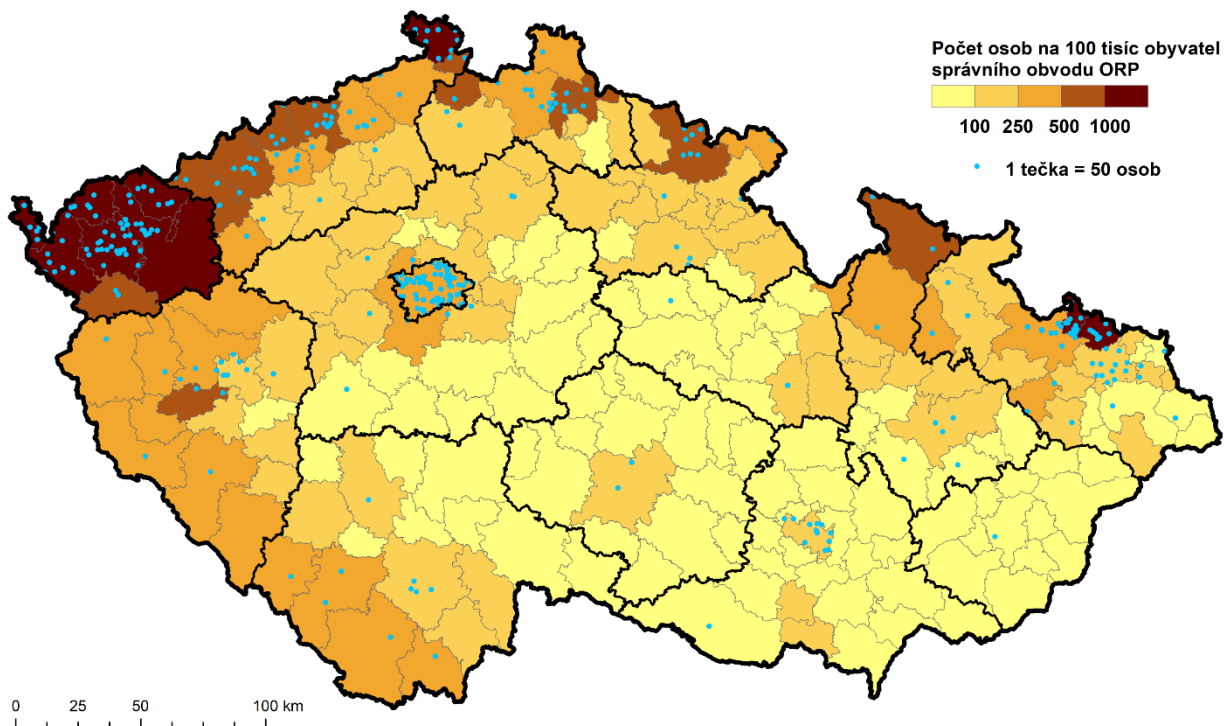 Počet osob na 100 tisíc obyvatel
správního obvodu ORP
100 250 500 1000
1 tečka = 50 osob
0 25 50 100 km